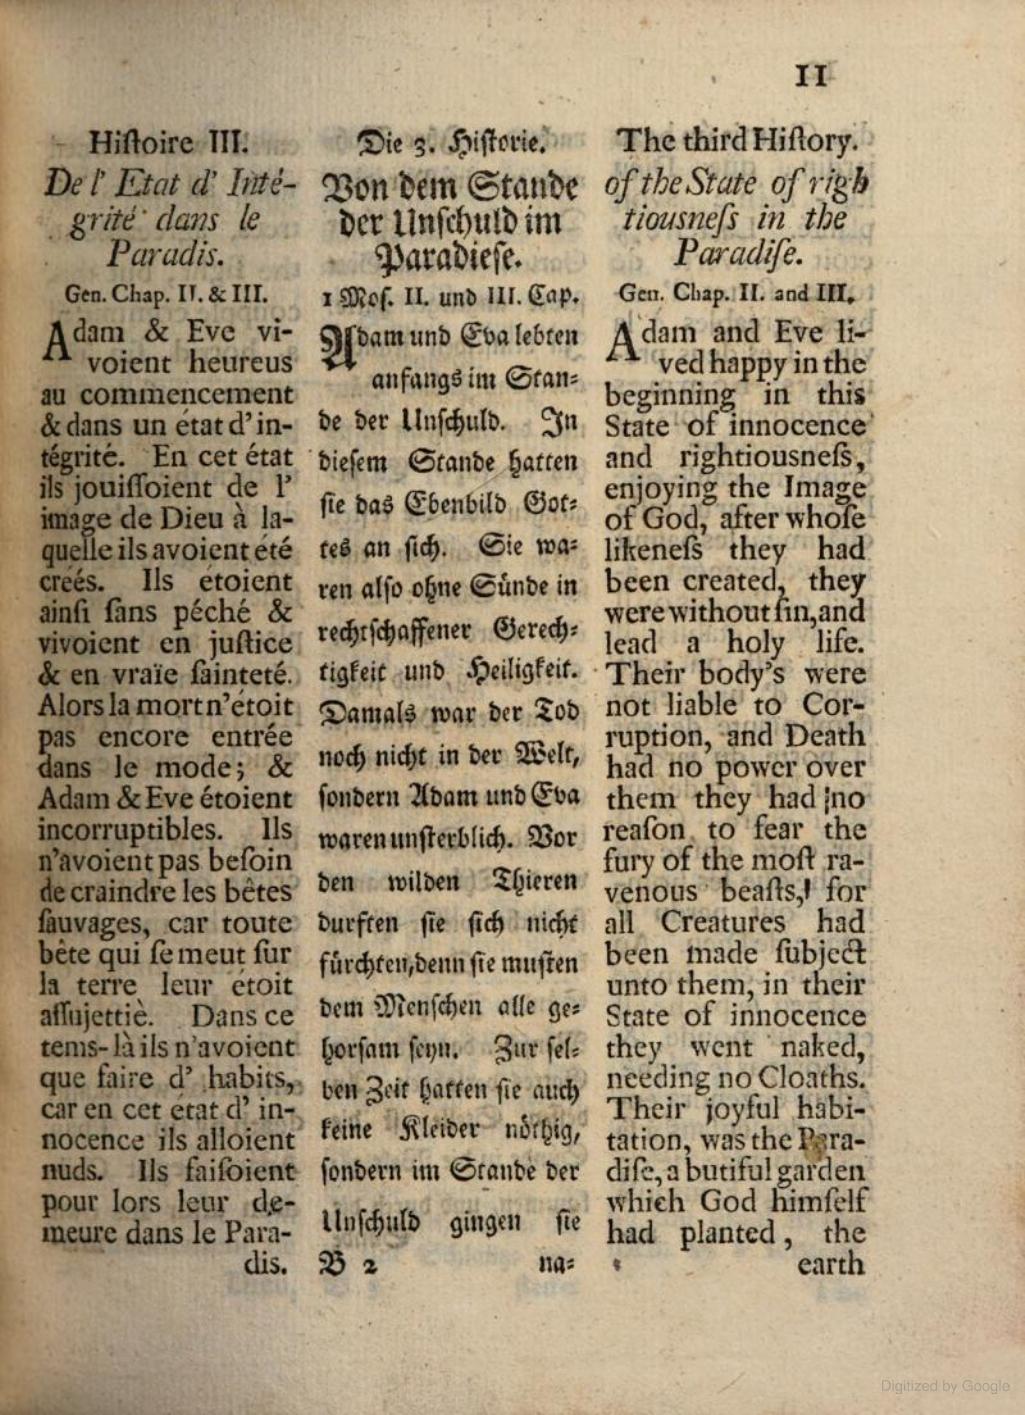 11
Hiſtoire III.
De l' Etat d' Inté-
grité dans le
Paradis.
Gen. Chap. II. & III.
Adam & Eve vi-
voient heureus
au commencement
& dans un état d' in-
tégrité. En cet état
ils jouiſſoient de l'
image de Dieu à la-
quelle ils avoient été
creés. Ils étoient
ainſi ſans péché &
vivoient en juſtice
& en vraïe ſainteté.
Alors la mort n'étoit
pas encore entrée
dans le mode; &
Adam & Eve étoient
incorruptibles. Ils
n'avoient pas beſoin
de craindre les bêtes
ſauvages, car toute
bête qui ſe meut ſur
la terre leur étoit
aſſujettiè. Dans ce
tems-là ils n'avoient
que faire d' habits,
car en cet état d' in-
nocence ils alloient
nuds. Ils faiſoient
pour lors leur de-
meure dans le Para-
dis.
Die 3. Hiſtorie.
Von dem Stande
der Unſchuld im
Paradieſe.
1 Moſ. II. und III. Cap.
Adam und Eva lebten
anfangs im Stan⸗
de der Unſchuld. In
dieſem Stande hatten
ſie das Ebenbild Got⸗
tes an ſich. Sie wa⸗
ren alſo ohne Sünde in
rechtſchaffener Gerech⸗
tigkeit und Heiligkeit.
Damals war der Tod
noch nicht in der Welt,
ſondern Adam und Eva
waren unſterblich. Vor
den wilden Thieren
durften ſie ſich nicht
fürchten, denn ſie muſten
dem Menſchen alle ge⸗
horſam ſeyn. Zur ſel⸗
ben Zeit hatten ſie auch
keine Kleider nöthig,
ſondern im Stande der
Unſchuld gingen ſie
B 2 na⸗
The third Hiſtory.
of the State of righ
tiousneſs in the
Paradiſe.
Gen. Chap. II. and III.
Adam and Eve li-
ved happy in the
beginning in this
State of innocence
and rightiousneſs,
enjoying the Image
of God, after whoſe
likeneſs they had
been created, they
were without ſin, and
lead a holy life.
Their body's were
not liable to Cor-
ruption, and Death
had no power over
them they had no
reaſon to fear the
fury of the moſt ra-
venous beaſts, for
all Creatures had
been made ſubject
unto them, in their
State of innocence
they went naked,
needing no Cloaths.
Their joyful habi-
tation, was the Para-
diſe, a butiful garden
which God himſelf
had planted, the
earth
Digitized by Google